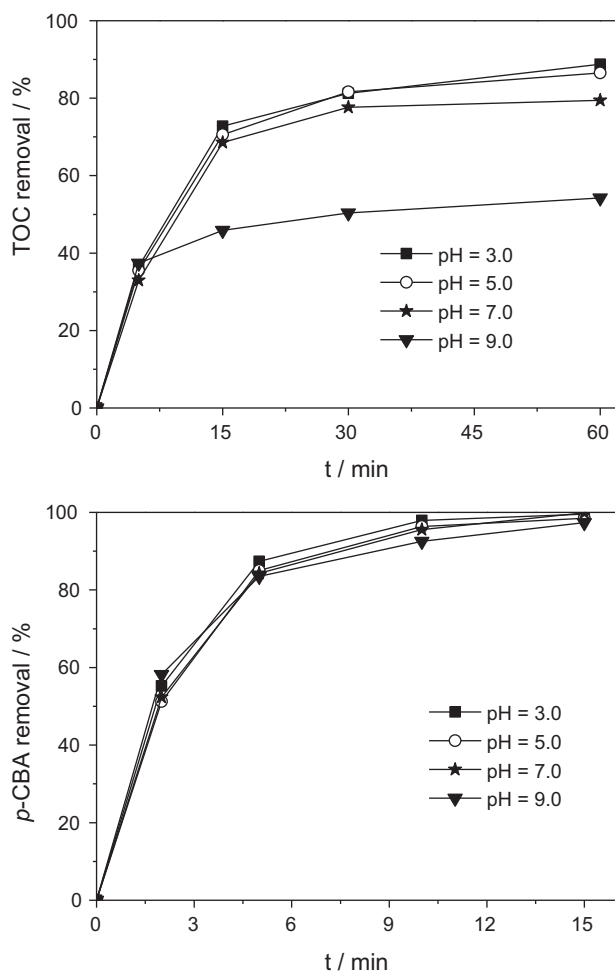 100
80
60
40
20
0
TOC removal / %
pH = 3.0
pH = 5.0
pH = 7.0
pH = 9.0
0 15 30 45 60
t / min
100
80
60
40
20
0
p-CBA removal / %
pH = 3.0
pH = 5.0
pH = 7.0
pH = 9.0
0 3 6 9 12 15
t / min